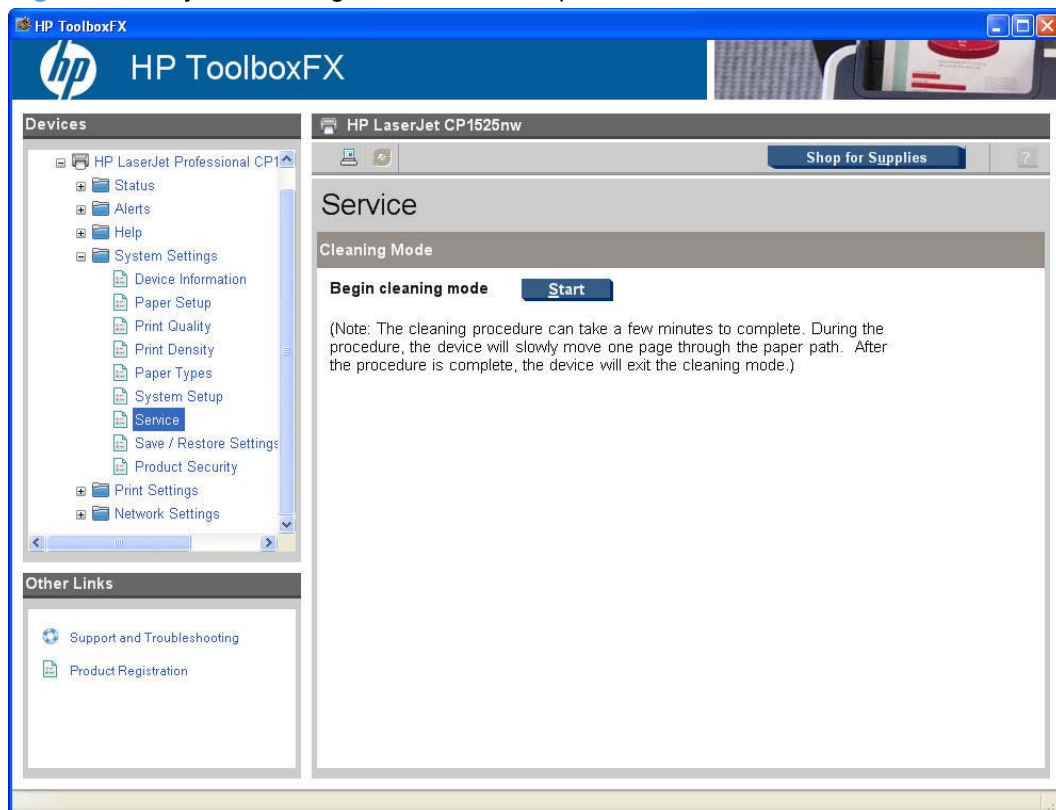 HP ToolboxFX
hp
HP ToolboxFX
Devices
HP LaserJet Professional CP1
Status
Alerts
Help
System Settings
Device Information
Paper Setup
Print Quality
Print Density
Paper Types
System Setup
Service
Save / Restore Settings
Product Security
Print Settings
Network Settings
Other Links
Support and Troubleshooting
Product Registration
HP LaserJet CP1525nw
Shop for Supplies
?
Service
Cleaning Mode
Begin cleaning mode Start
(Note: The cleaning procedure can take a few minutes to complete. During the
procedure, the device will slowly move one page through the paper path. After
the procedure is complete, the device will exit the cleaning mode.)